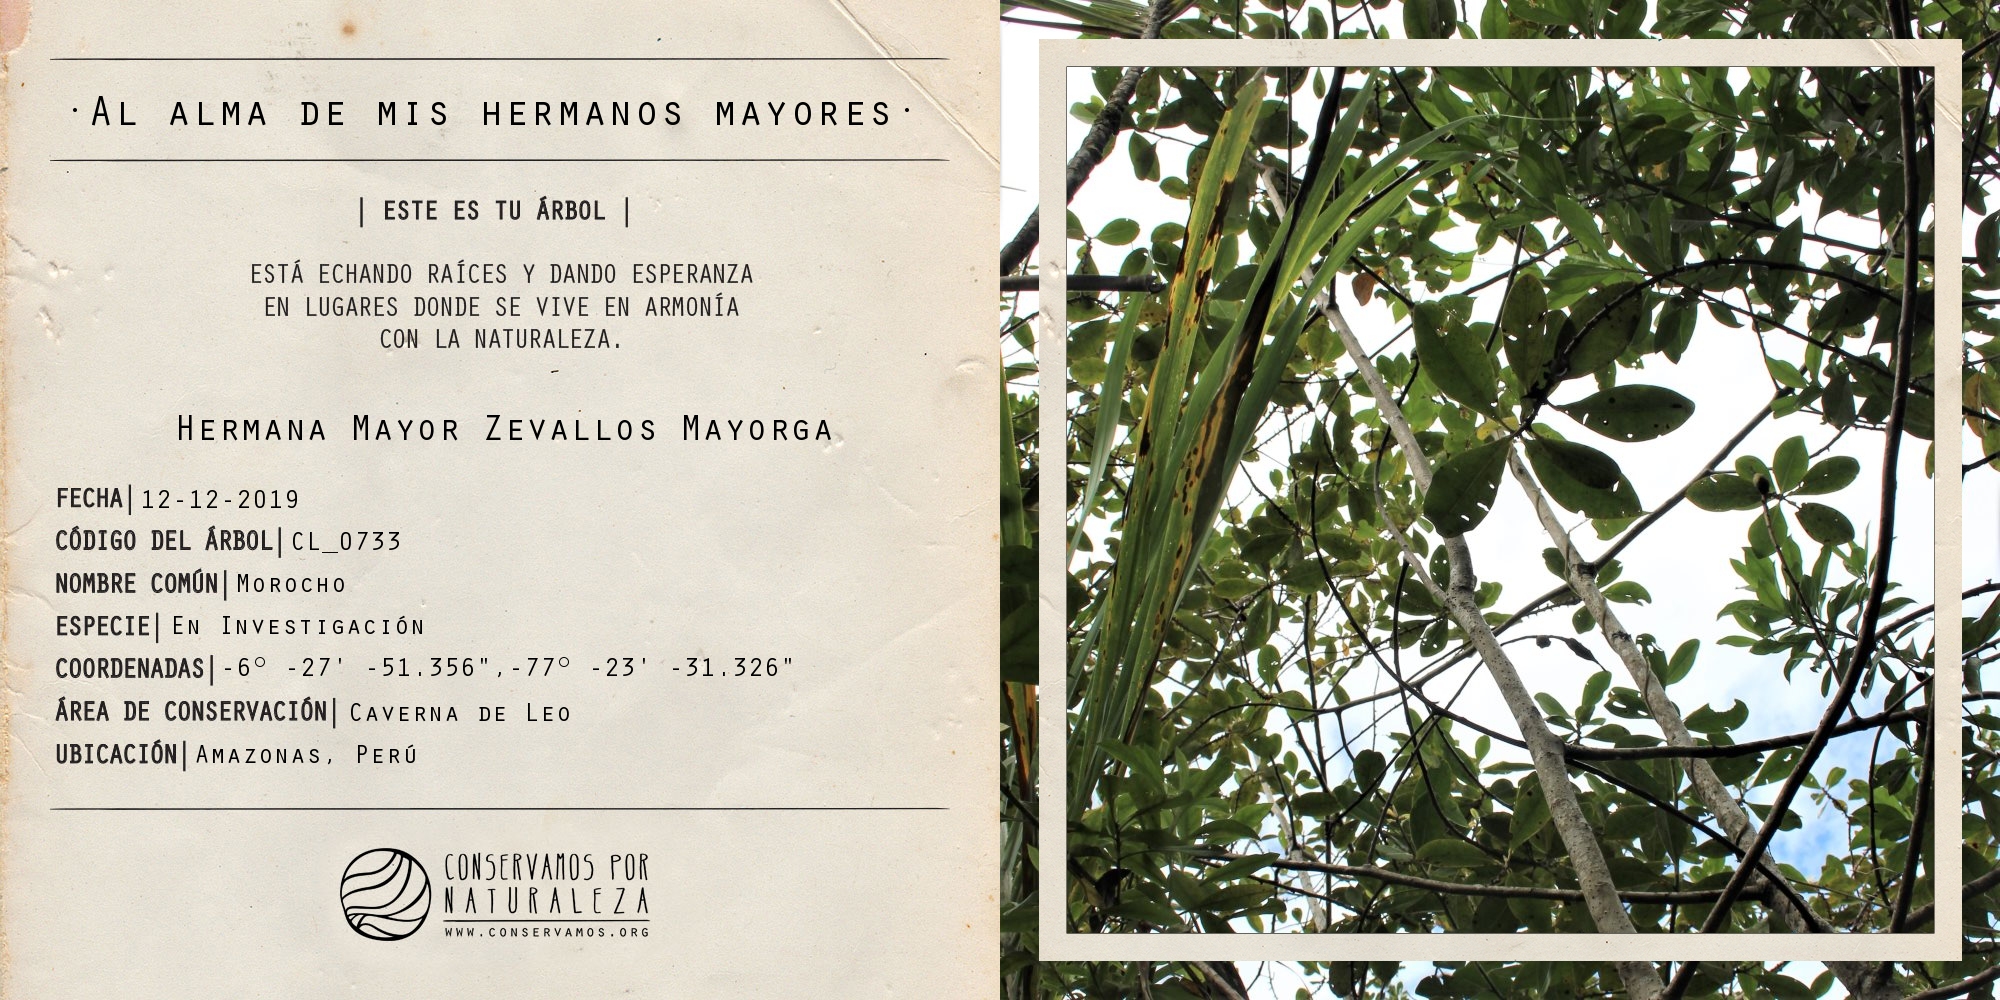 · AL ALMA DE MIS HERMANOS MAYORES ·
| ESTE ES TU ÁRBOL |
ESTÁ ECHANDO RAÍCES Y DANDO ESPERANZA
EN LUGARES DONDE SE VIVE EN ARMONÍA
CON LA NATURALEZA.
HERMANA MAYOR ZEVALLOS MAYORGA
FECHA| 12-12-2019
CÓDIGO DEL ÁRBOL| CL_0733
NOMBRE COMÚN| MOROCHO
ESPECIE| EN INVESTIGACIÓN
COORDENADAS| -6° -27' -51.356",-77° -23' -31.326"
ÁREA DE CONSERVACIÓN| CAVERNA DE LEO
UBICACIÓN| AMAZONAS, PERÚ
CONSERVAMOS POR
NATURALEZA
WWW.CONSERVAMOS.ORG